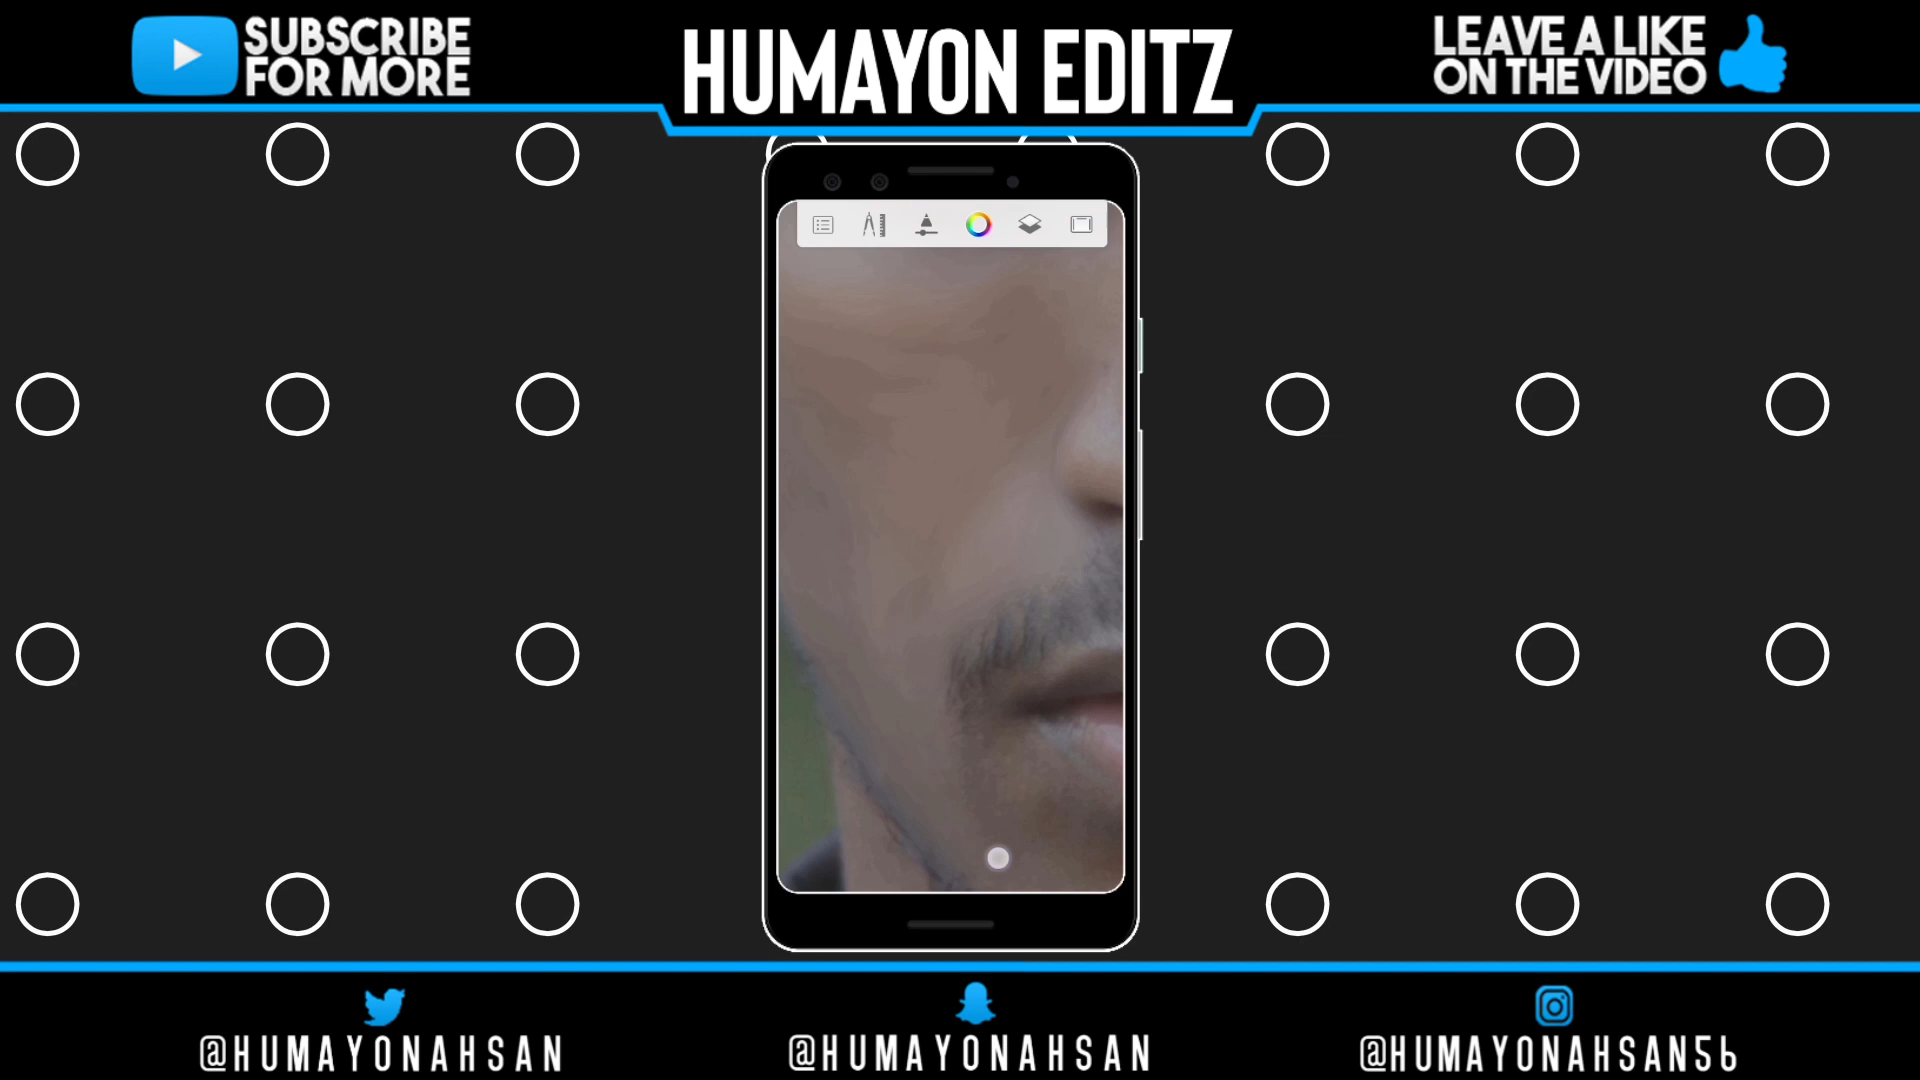 SUBSCRIBE
FOR MORE
HUMAYON EDITZ
LEAVE A LIKE
ON THE VIDEO
@HUMAYONAHSAN
@HUMAYONAHSAN
@HUMAYONAHSAN56